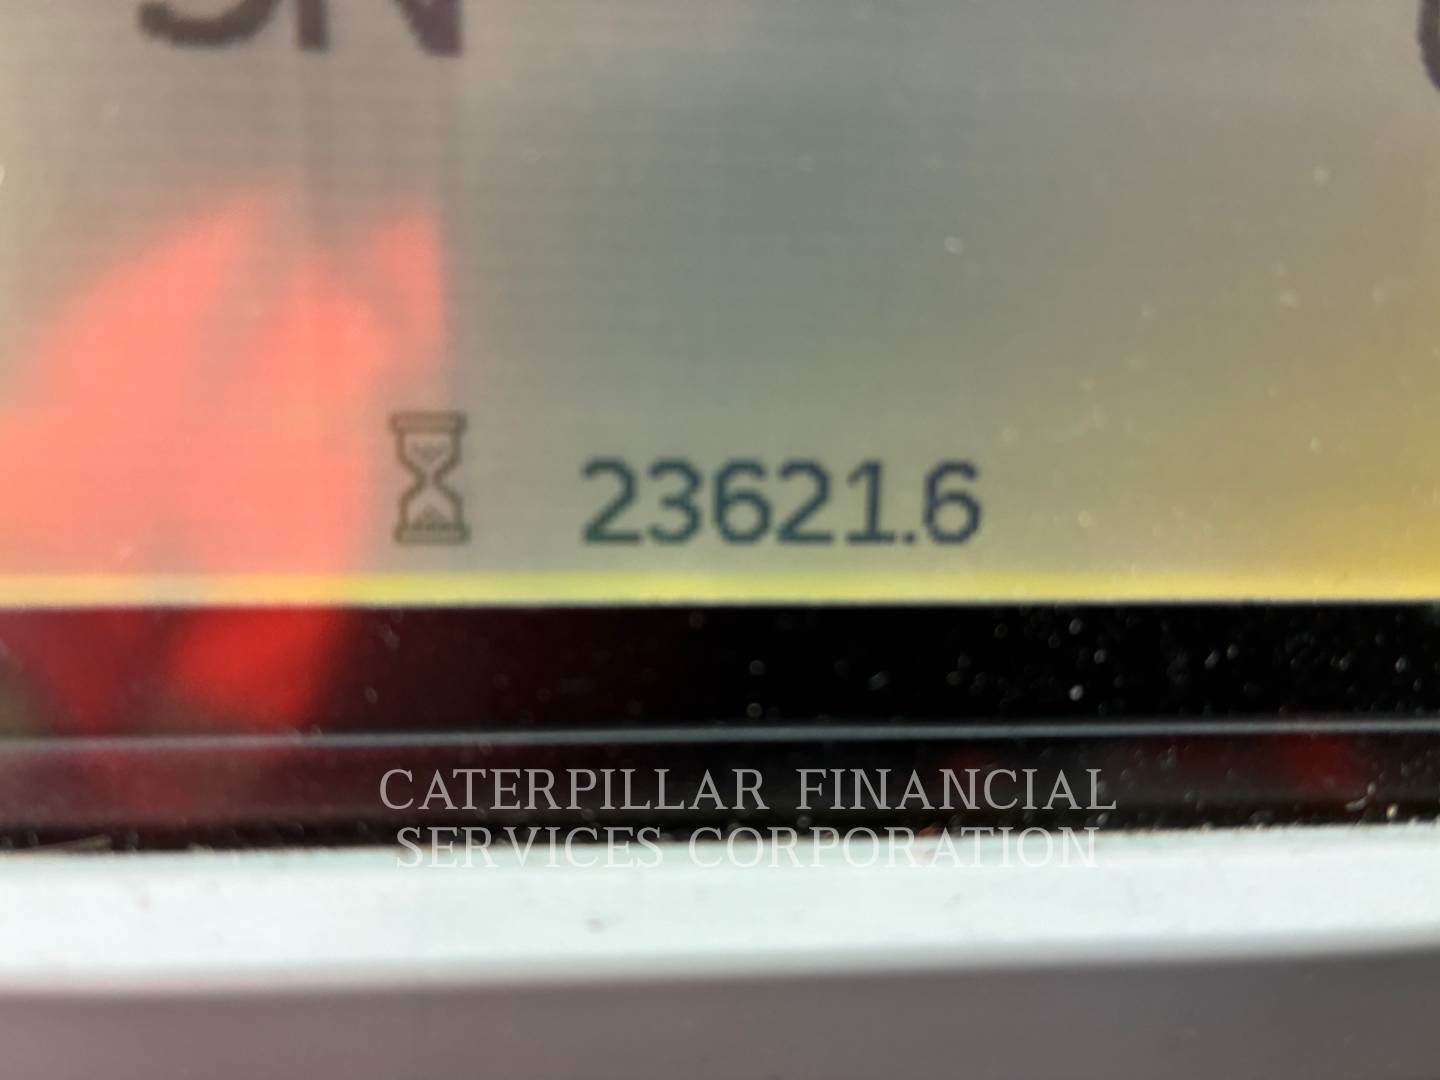 23621.6
CATERPILLAR FINANCIAL
SERVICES CORPORATION